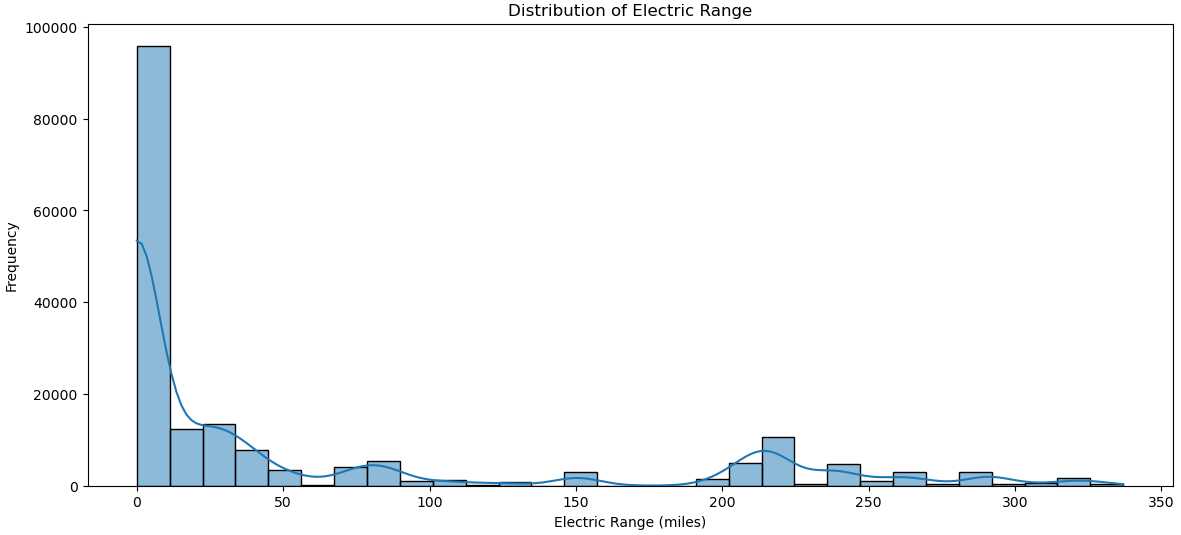 Distribution of Electric Range
100000
80000
60000
40000
20000
0
Frequency
0 50 100 150 200 250 300 350
Electric Range (miles)